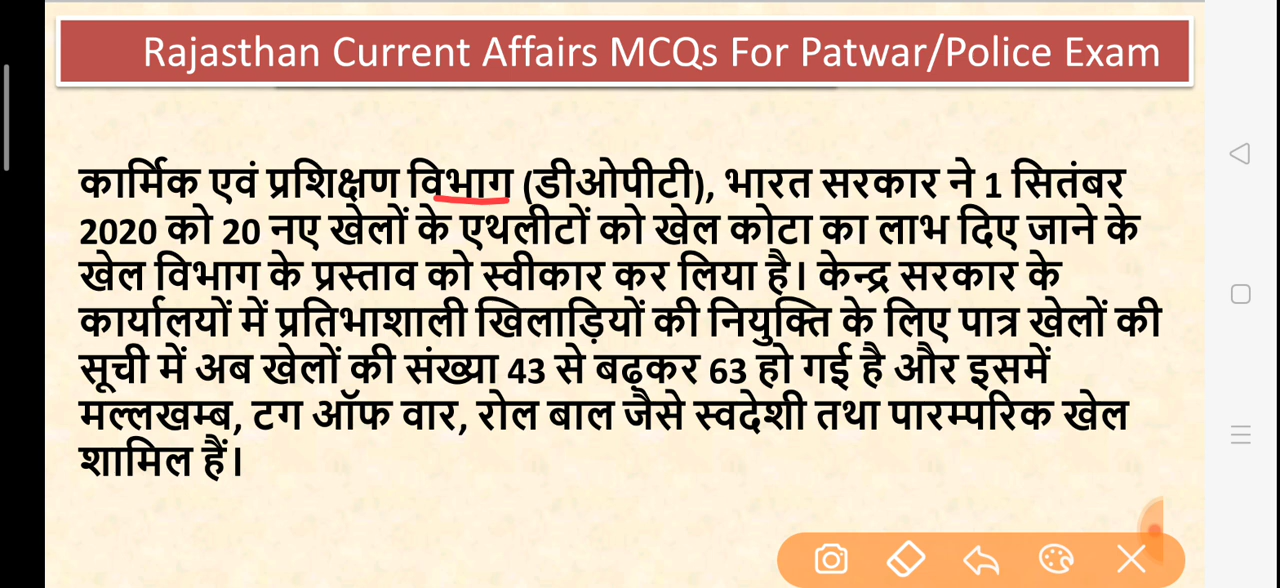 Rajasthan Current Affairs MCQs For Patwar/Police Exam
कार्मिक एवं प्रशिक्षण विभाग (डीओपीटी), भारत सरकार ने 1 सितंबर
2020 को 20 नए खेलों के एथलीटों को खेल कोटा का लाभ दिए जाने के
खेल विभाग के प्रस्ताव को स्वीकार कर लिया है। केन्द्र सरकार के
कार्यालयों में प्रतिभाशाली खिलाड़ियों की नियुक्ति के लिए पात्र खेलों की
सूची में अब खेलों की संख्या 43 से बढ़कर 63 हो गई है और इसमें
मल्लखम्ब, टग ऑफ वार, रोल बाल जैसे स्वदेशी तथा पारम्परिक खेल
शामिल हैं।